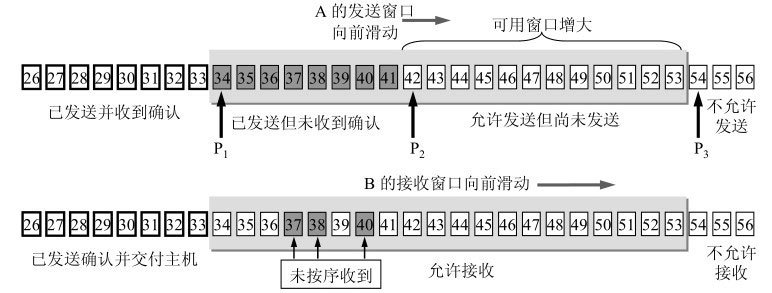 A 的发送窗口
向前滑动
可用窗口增大
26 27 28 29 30 31 32 33 34 35 36 37 38 39 40 41 42 43 44 45 46 47 48 49 50 51 52 53 54 55 56
已发送并收到确认
已发送但未收到确认
允许发送但尚未发送
不允许
发送
P1
P2
P3
B 的接收窗口向前滑动
26 27 28 29 30 31 32 33 34 35 36 37 38 39 40 41 42 43 44 45 46 47 48 49 50 51 52 53 54 55 56
已发送确认并交付主机
未按序收到
允许接收
不允许
接收